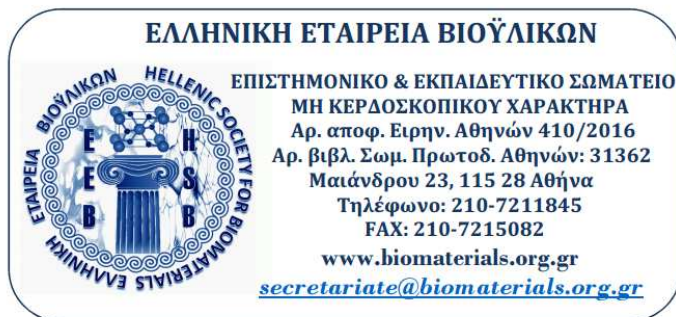 ΕΛΛΗΝΙΚΗ ΕΤΑΙΡΕΙΑ ΒΙΟΫΛΙΚΩΝ
ΕΛΛΗΝΙΚΗ ΕΤΑΙΡΕΙΑ ΒΙΟΫΛΙΚΩΝ
HELLENIC SOCIETY FOR BIOMATERIALS
E E B
H S B
ΕΠΙΣΤΗΜΟΝΙΚΟ & ΕΚΠΑΙΔΕΥΤΙΚΟ ΣΩΜΑΤΕΙΟ
ΜΗ ΚΕΡΔΟΣΚΟΠΙΚΟΥ ΧΑΡΑΚΤΗΡΑ
Αρ. αποφ. Ειρην. Αθηνών 410/2016
Αρ. βιβλ. Σωμ. Πρωτοδ. Αθηνών: 31362
Μαιάνδρου 23, 115 28 Αθήνα
Τηλέφωνο: 210-7211845
FAX: 210-7215082
www.biomaterials.org.gr
secretariate@biomaterials.org.gr